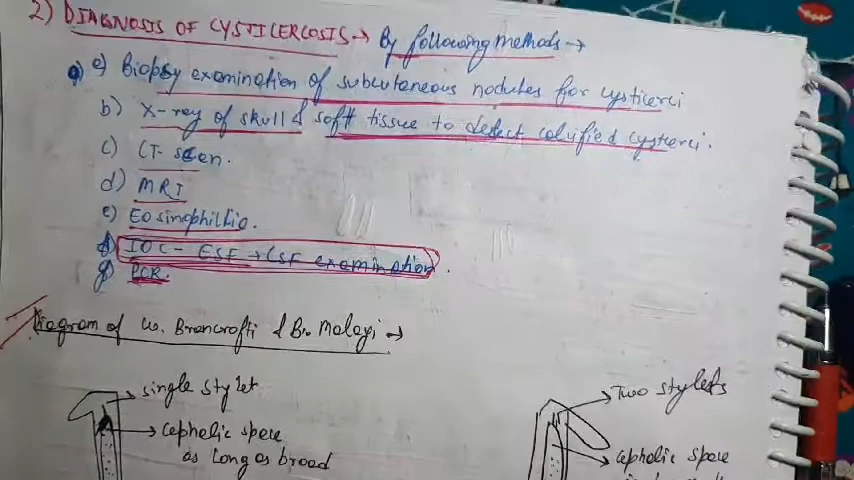 2) DIAGNOSIS OF CYSTICERCOSIS → By following methods →
a) Biopsy examination of subcutaneous nodules for cysticerci
b) X-ray of skull & soft tissue to detect calcified cysterci.
c) CT-scen.
d) MRI
e) Eosinophillia.
f) IOC - ESF → CSF examination.
g) PCR.
Diagram of W. Brancrofti & B. malayi →
single stylet
Two stylets
cephalic space
as long as broad
cephalic space